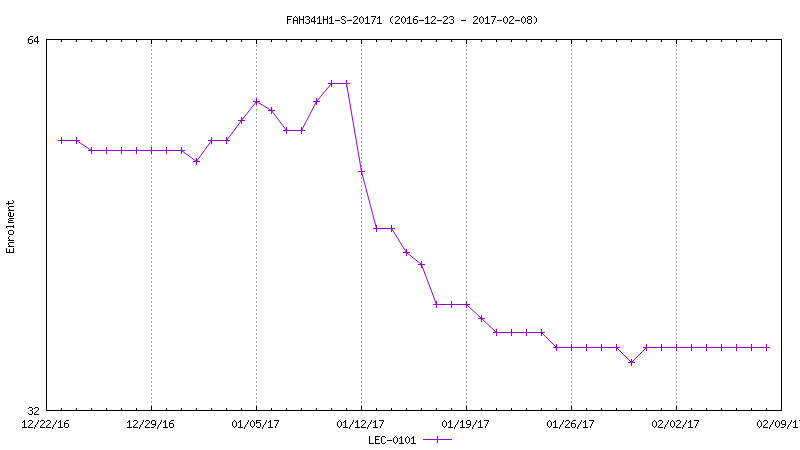 FAH341H1-S-20171 (2016-12-23 - 2017-02-08)
64
Enrolment
32
12/22/16 12/29/16 01/05/17 01/12/17 01/19/17 01/26/17 02/02/17 02/09/17
LEC-0101